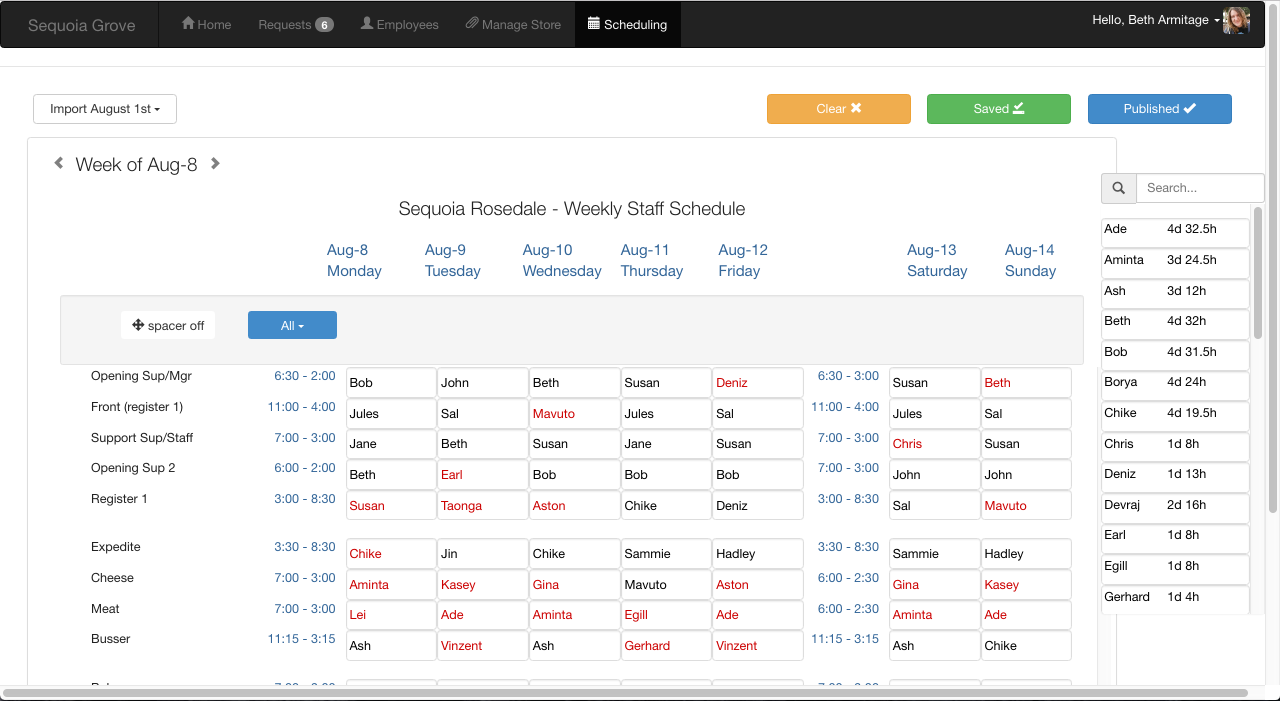 Sequoia Grove Home Requests 6 Employees Manage Store Scheduling Hello, Beth Armitage
Import August 1st Clear Saved Published
Week of Aug-8
Search...
Sequoia Rosedale - Weekly Staff Schedule
Aug-8 Aug-9 Aug-10 Aug-11 Aug-12 Aug-13 Aug-14
Monday Tuesday Wednesday Thursday Friday Saturday Sunday
spacer off All
Opening Sup/Mgr 6:30 - 2:00 Bob John Beth Susan Deniz 6:30 - 3:00 Susan Beth
Front (register 1) 11:00 - 4:00 Jules Sal Mavuto Jules Sal 11:00 - 4:00 Jules Sal
Support Sup/Staff 7:00 - 3:00 Jane Beth Susan Jane Susan 7:00 - 3:00 Chris Susan
Opening Sup 2 6:00 - 2:00 Beth Earl Bob Bob Bob 7:00 - 3:00 John John
Register 1 3:00 - 8:30 Susan Taonga Aston Chike Deniz 3:00 - 8:30 Sal Mavuto
Expedite 3:30 - 8:30 Chike Jin Chike Sammie Hadley 3:30 - 8:30 Sammie Hadley
Cheese 7:00 - 3:00 Aminta Kasey Gina Mavuto Aston 6:00 - 2:30 Gina Kasey
Meat 7:00 - 3:00 Lei Ade Aminta Egill Ade 6:00 - 2:30 Aminta Ade
Busser 11:15 - 3:15 Ash Vinzent Ash Gerhard Vinzent 11:15 - 3:15 Ash Chike
Ade 4d 32.5h
Aminta 3d 24.5h
Ash 3d 12h
Beth 4d 32h
Bob 4d 31.5h
Borya 4d 24h
Chike 4d 19.5h
Chris 1d 8h
Deniz 1d 13h
Devraj 2d 16h
Earl 1d 8h
Egill 1d 8h
Gerhard 1d 4h